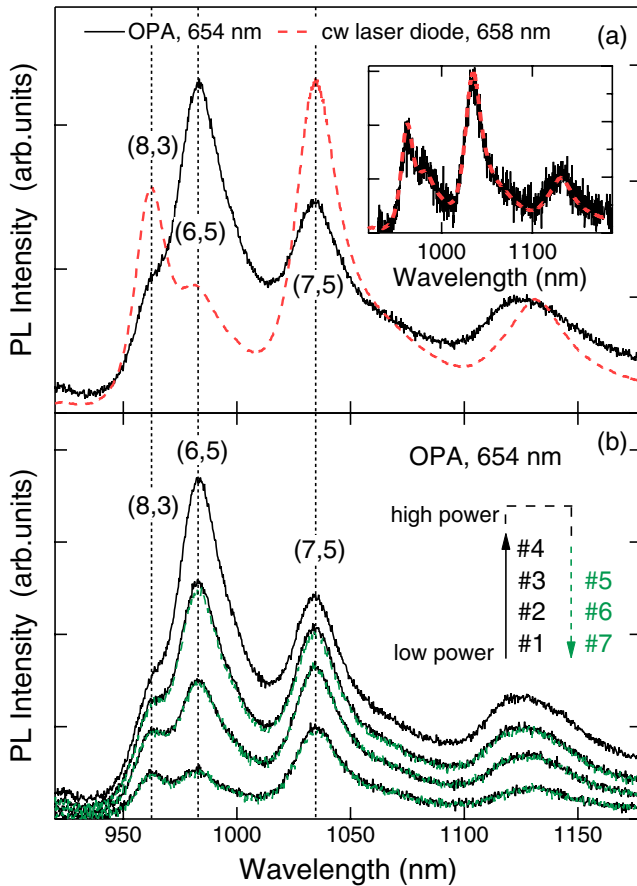 OPA, 654 nm
cw laser diode, 658 nm
(a)
(8,3)
(6,5)
(7,5)
PL Intensity (arb.units)
1000
1100
Wavelength (nm)
(b)
OPA, 654 nm
(6,5)
(8,3)
(7,5)
high power
#4
#3
#2
#1
#5
#6
#7
low power
PL Intensity (arb.units)
950
1000
1050
1100
1150
Wavelength (nm)